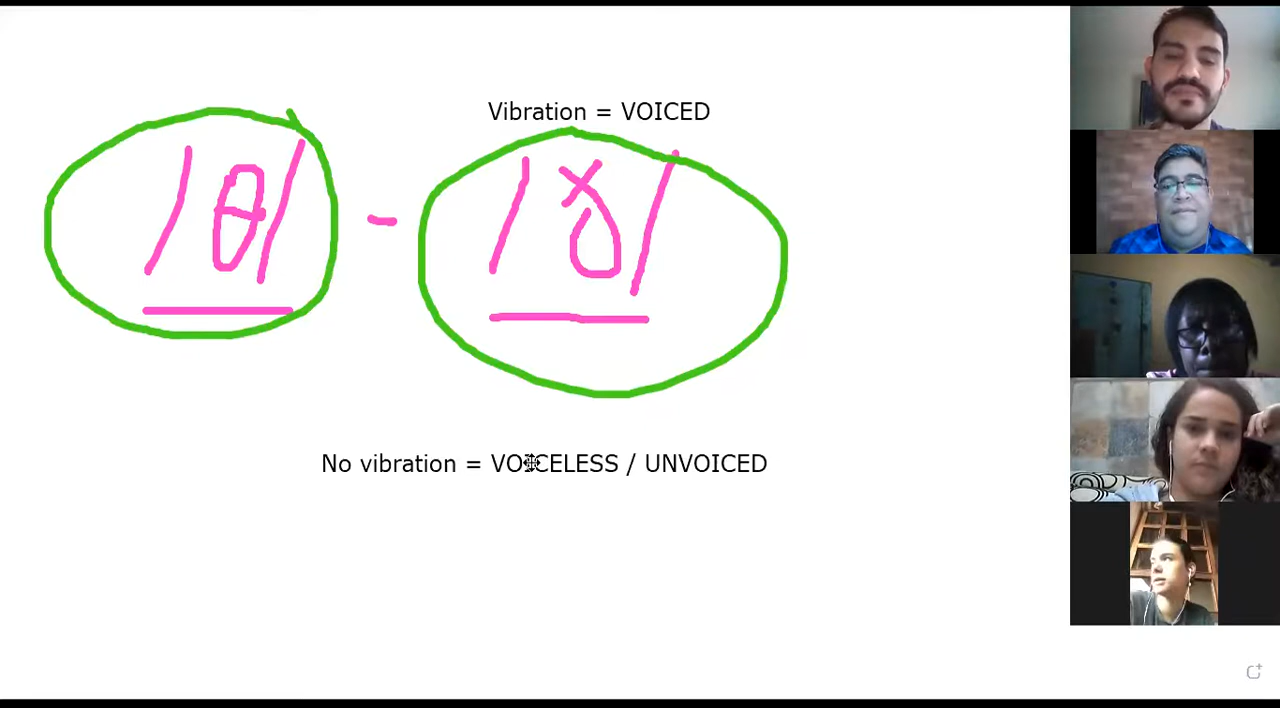 Vibration = VOICED
/θ/ - /ð/
No vibration = VOICELESS / UNVOICED